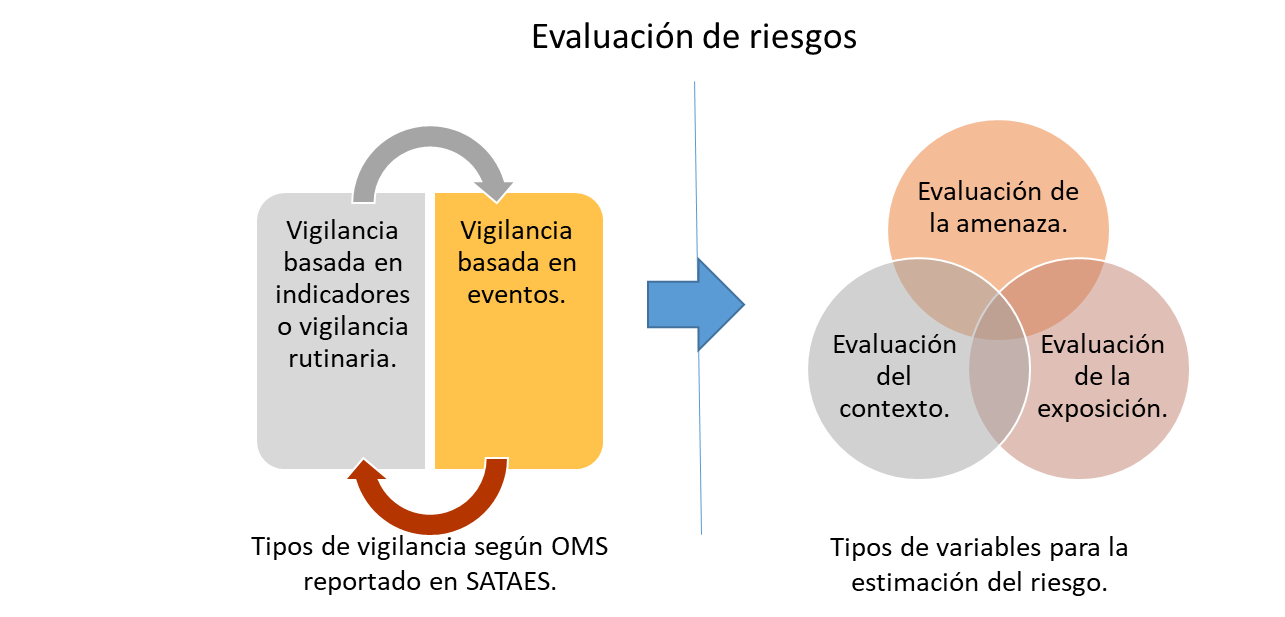 Evaluación de riesgos
Vigilancia
basada en
indicadores
o vigilancia
rutinaria.
Vigilancia
basada en
eventos.
Tipos de vigilancia según OMS
reportado en SATAES.
Evaluación de
la amenaza.
Evaluación
del
contexto.
Evaluación
de la
exposición.
Tipos de variables para la
estimación del riesgo.